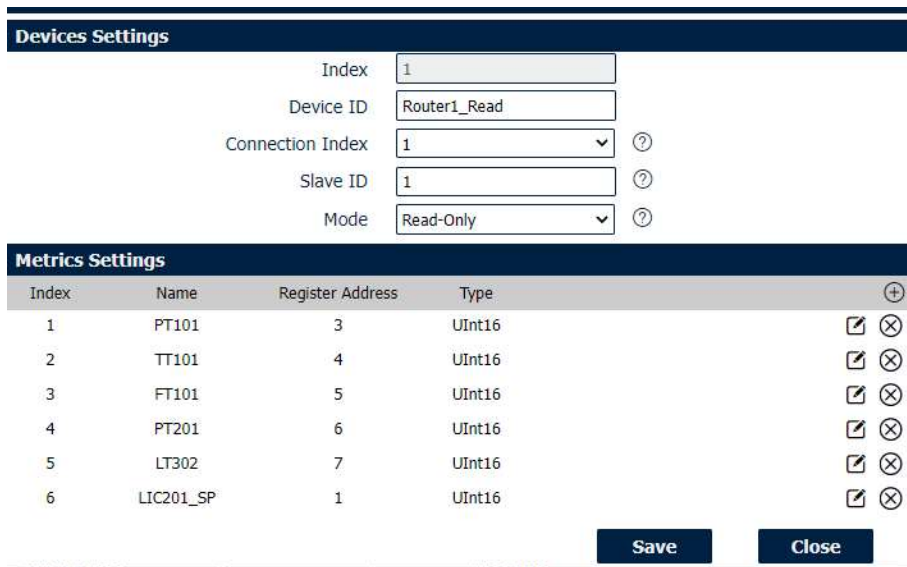 Devices Settings
Index 1
Device ID Router1_Read
Connection Index 1
Slave ID 1
Mode Read-Only
Metrics Settings
Index Name Register Address Type
1 PT101 3 UInt16
2 TT101 4 UInt16
3 FT101 5 UInt16
4 PT201 6 UInt16
5 LT302 7 UInt16
6 LIC201_SP 1 UInt16
Save Close